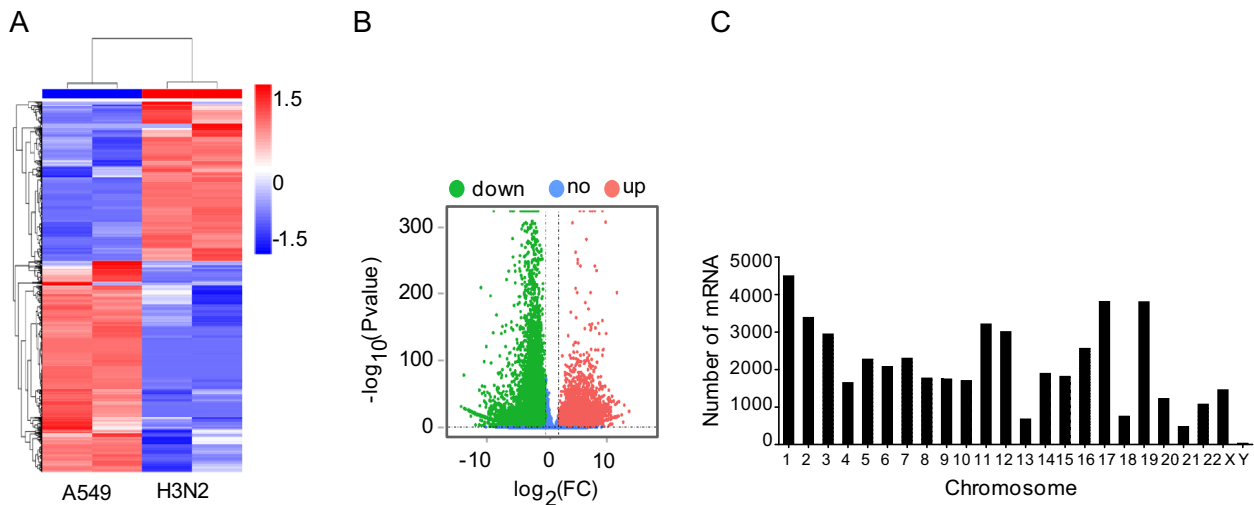 A
1.5
0
-1.5
A549 H3N2
B
down no up
300
200
100
0
-log10(Pvalue)
-10 0 10
log2(FC)
C
5000
4000
3000
2000
1000
0
Number of mRNA
1 2 3 4 5 6 7 8 9 10 11 12 13 14 15 16 17 18 19 20 21 22 X Y
Chromosome